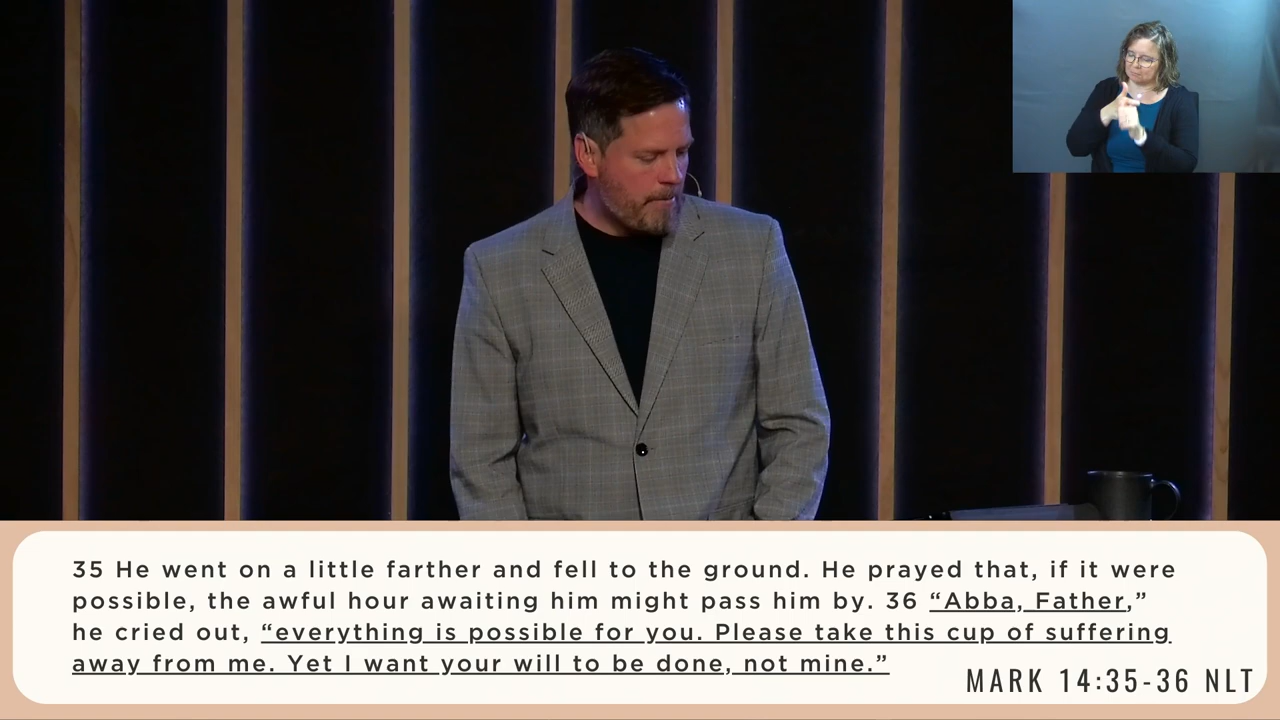 35 He went on a little farther and fell to the ground. He prayed that, if it were
possible, the awful hour awaiting him might pass him by. 36 “Abba, Father,”
he cried out, “everything is possible for you. Please take this cup of suffering
away from me. Yet I want your will to be done, not mine.”
MARK 14:35-36 NLT